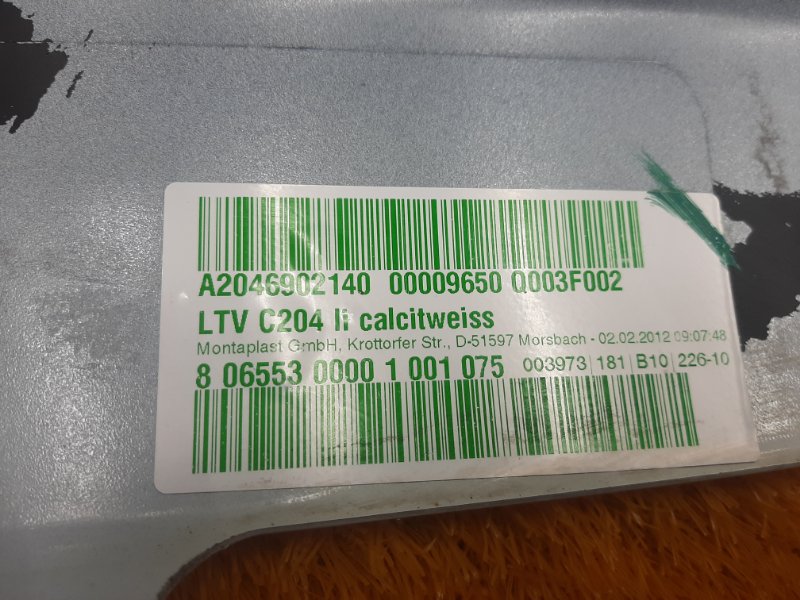 A2046902140 00009650 Q003F002
LTV C204 li calcitweiss
Montaplast GmbH, Krottorfer Str., D-51597 Morsbach - 02.02.2012 09:07:48
8 06553 0000 1 001 075 003973 | 181 | B10 | 226-10